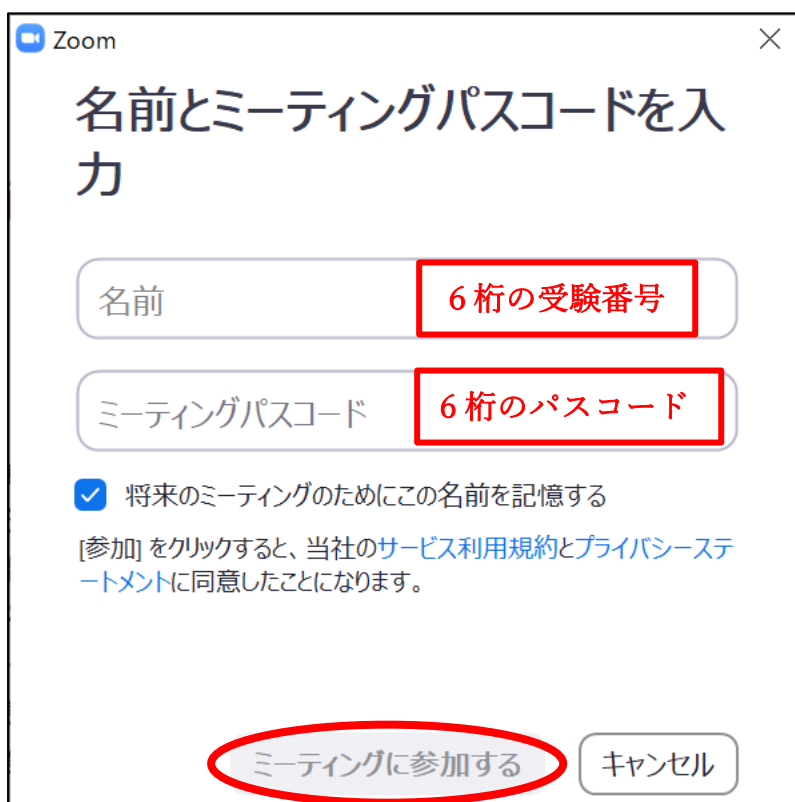 Zoom
名前とミーティングパスコードを入
力
名前 ６桁の受験番号
ミーティングパスコード ６桁のパスコード
将来のミーティングのためにこの名前を記憶する
[参加] をクリックすると、当社のサービス利用規約とプライバシーステ
ートメントに同意したことになります。
ミーティングに参加する キャンセル